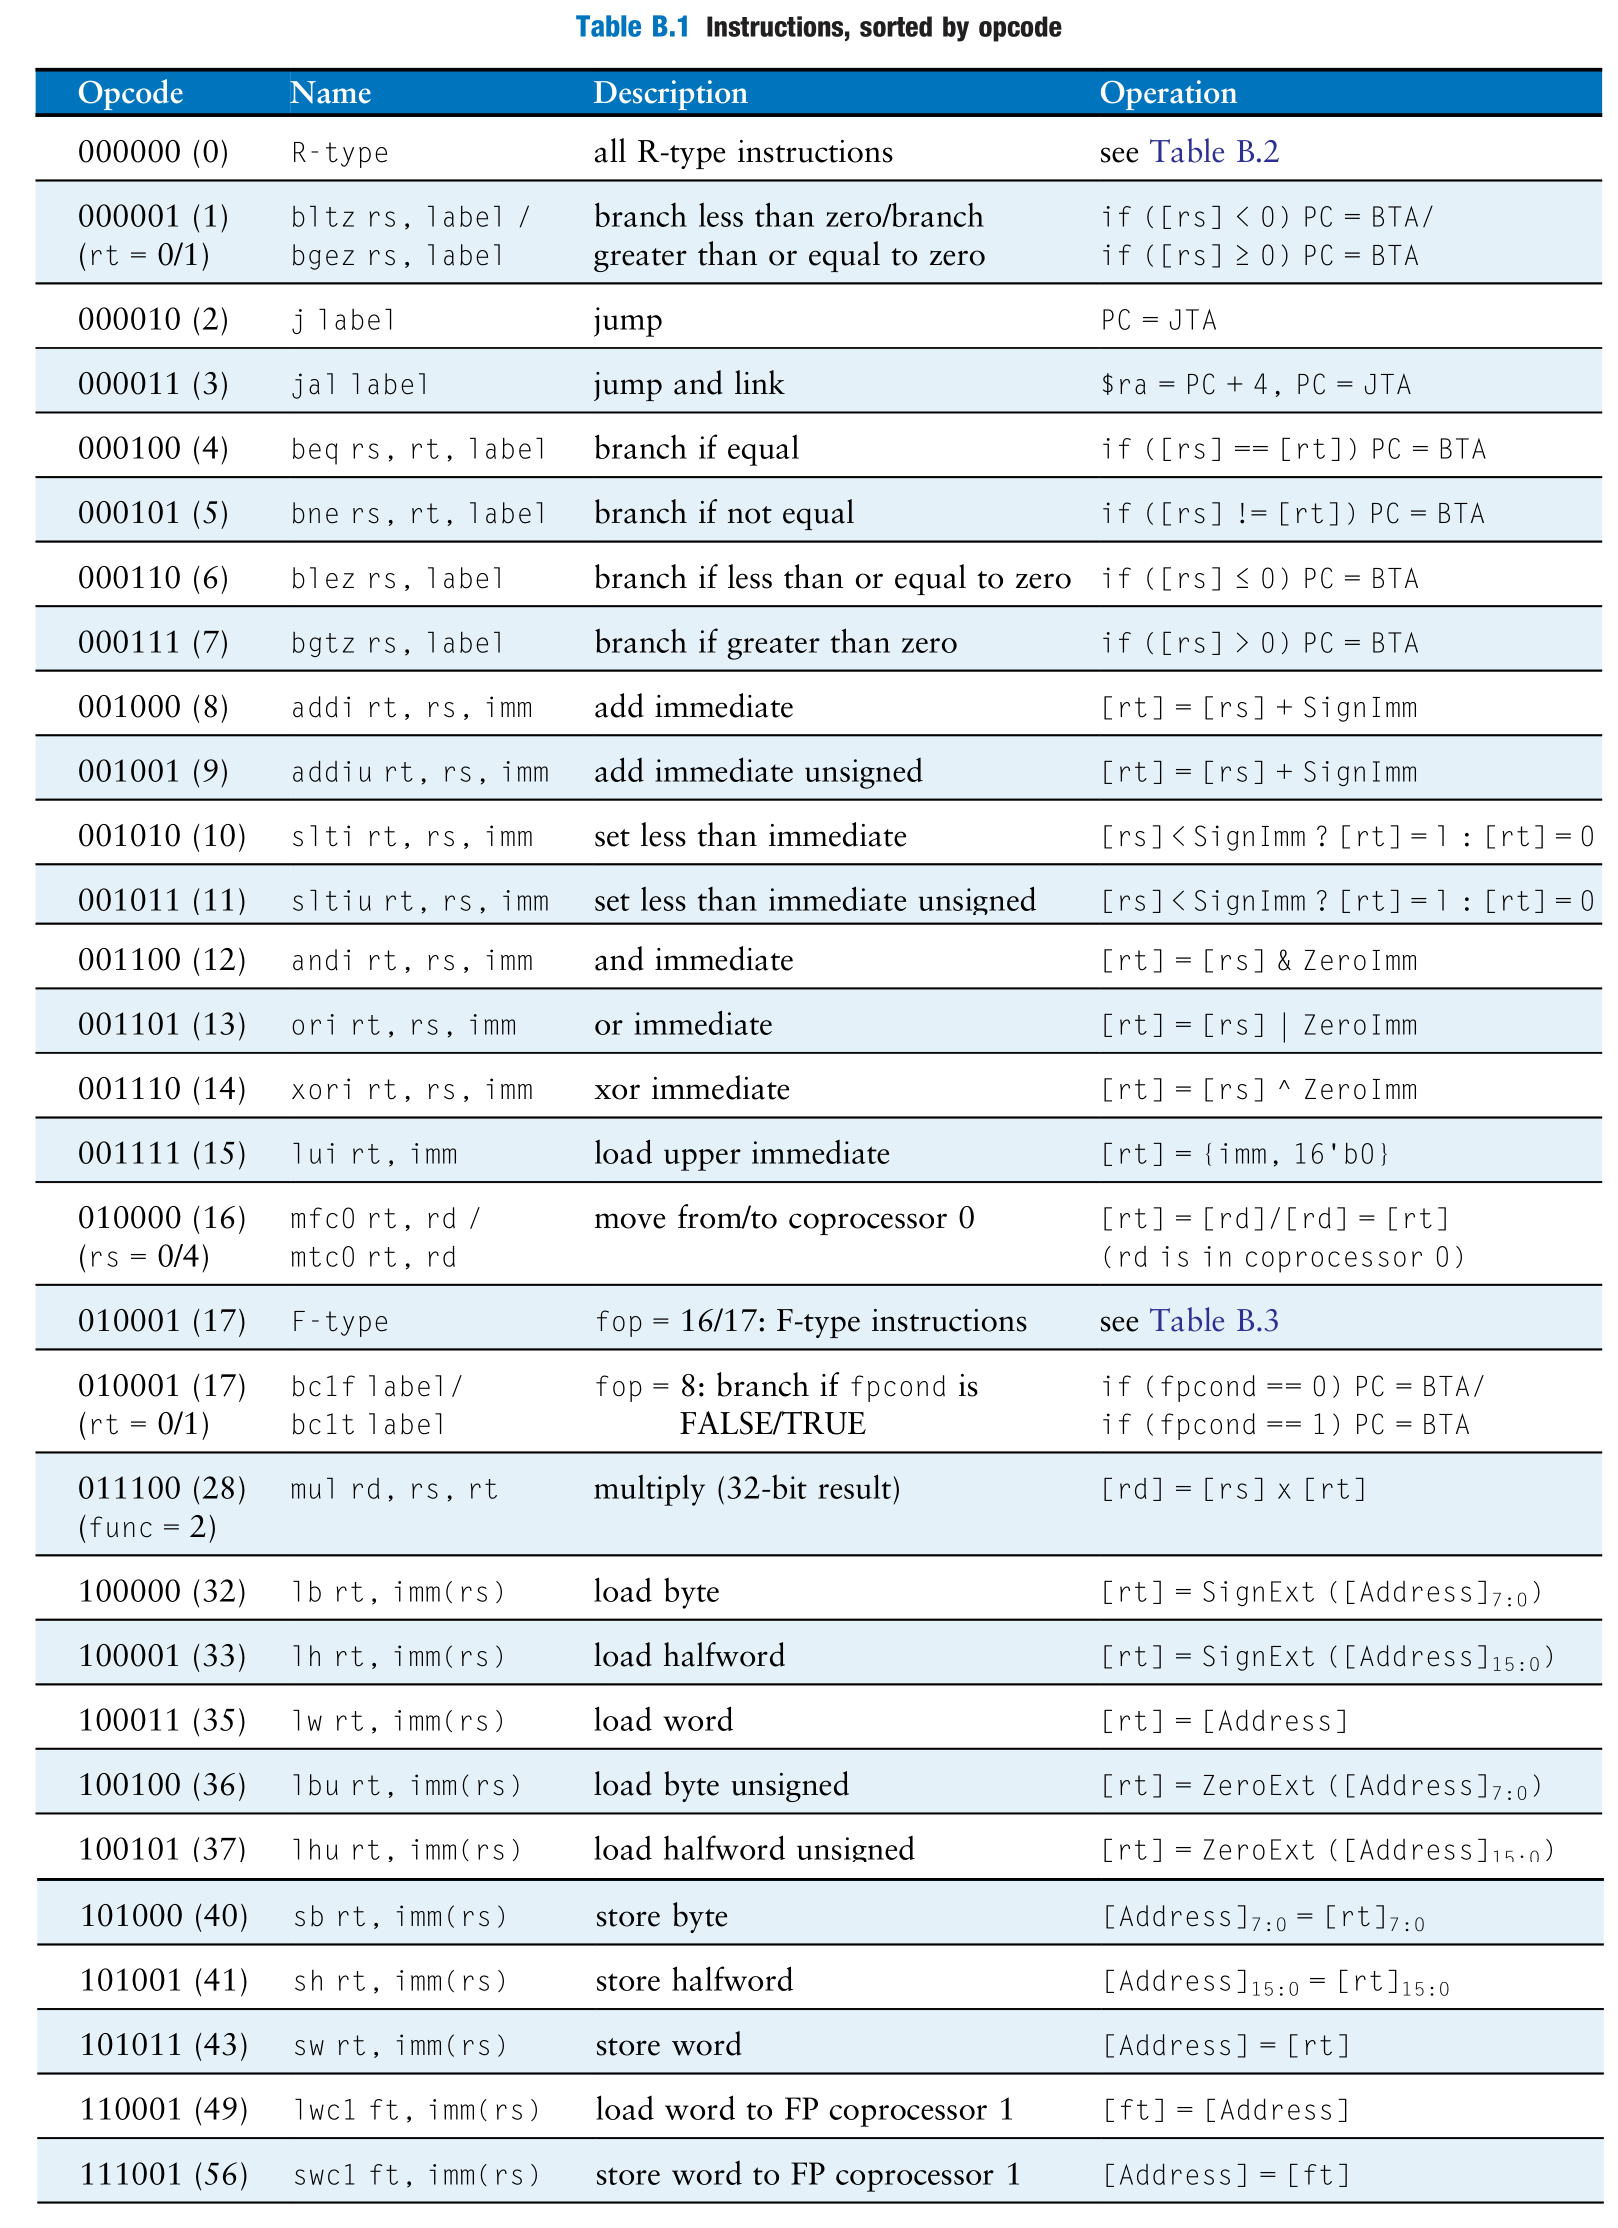 Table B.1 Instructions, sorted by opcode
Opcode Name Description Operation
000000 (0) R-type all R-type instructions see Table B.2
000001 (1) bltz rs, label / branch less than zero/branch if ([rs] < 0) PC = BTA/
(rt = 0/1) bgez rs, label greater than or equal to zero if ([rs] ≥ 0) PC = BTA
000010 (2) j label jump PC = JTA
000011 (3) jal label jump and link $ra = PC + 4, PC = JTA
000100 (4) beq rs, rt, label branch if equal if ([rs] == [rt]) PC = BTA
000101 (5) bne rs, rt, label branch if not equal if ([rs] != [rt]) PC = BTA
000110 (6) blez rs, label branch if less than or equal to zero if ([rs] ≤ 0) PC = BTA
000111 (7) bgtz rs, label branch if greater than zero if ([rs] > 0) PC = BTA
001000 (8) addi rt, rs, imm add immediate [rt] = [rs] + SignImm
001001 (9) addiu rt, rs, imm add immediate unsigned [rt] = [rs] + SignImm
001010 (10) slti rt, rs, imm set less than immediate [rs] < SignImm ? [rt] = 1 : [rt] = 0
001011 (11) sltiu rt, rs, imm set less than immediate unsigned [rs] < SignImm ? [rt] = 1 : [rt] = 0
001100 (12) andi rt, rs, imm and immediate [rt] = [rs] & ZeroImm
001101 (13) ori rt, rs, imm or immediate [rt] = [rs] | ZeroImm
001110 (14) xori rt, rs, imm xor immediate [rt] = [rs] ^ ZeroImm
001111 (15) lui rt, imm load upper immediate [rt] = {imm, 16'b0}
010000 (16) mfc0 rt, rd / move from/to coprocessor 0 [rt] = [rd]/[rd] = [rt]
(rs = 0/4) mtc0 rt, rd (rd is in coprocessor 0)
010001 (17) F-type fop = 16/17: F-type instructions see Table B.3
010001 (17) bc1f label/ fop = 8: branch if fpcond is if (fpcond == 0) PC = BTA/
(rt = 0/1) bc1t label FALSE/TRUE if (fpcond == 1) PC = BTA
011100 (28) mul rd, rs, rt multiply (32-bit result) [rd] = [rs] x [rt]
(func = 2)
100000 (32) lb rt, imm(rs) load byte [rt] = SignExt ([Address]7:0)
100001 (33) lh rt, imm(rs) load halfword [rt] = SignExt ([Address]15:0)
100011 (35) lw rt, imm(rs) load word [rt] = [Address]
100100 (36) lbu rt, imm(rs) load byte unsigned [rt] = ZeroExt ([Address]7:0)
100101 (37) lhu rt, imm(rs) load halfword unsigned [rt] = ZeroExt ([Address]15:0)
101000 (40) sb rt, imm(rs) store byte [Address]7:0 = [rt]7:0
101001 (41) sh rt, imm(rs) store halfword [Address]15:0 = [rt]15:0
101011 (43) sw rt, imm(rs) store word [Address] = [rt]
110001 (49) lwc1 ft, imm(rs) load word to FP coprocessor 1 [ft] = [Address]
111001 (56) swc1 ft, imm(rs) store word to FP coprocessor 1 [Address] = [ft]